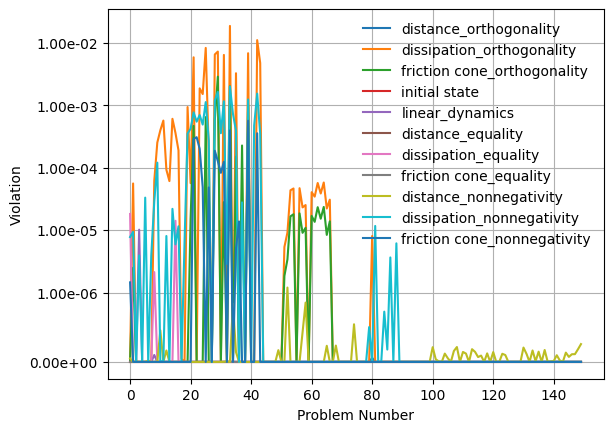 1.00e-02
1.00e-03
1.00e-04
1.00e-05
1.00e-06
0.00e+00
Violation
distance_orthogonality
dissipation_orthogonality
friction cone_orthogonality
initial state
linear_dynamics
distance_equality
dissipation_equality
friction cone_equality
distance_nonnegativity
dissipation_nonnegativity
friction cone_nonnegativity
0 20 40 60 80 100 120 140
Problem Number